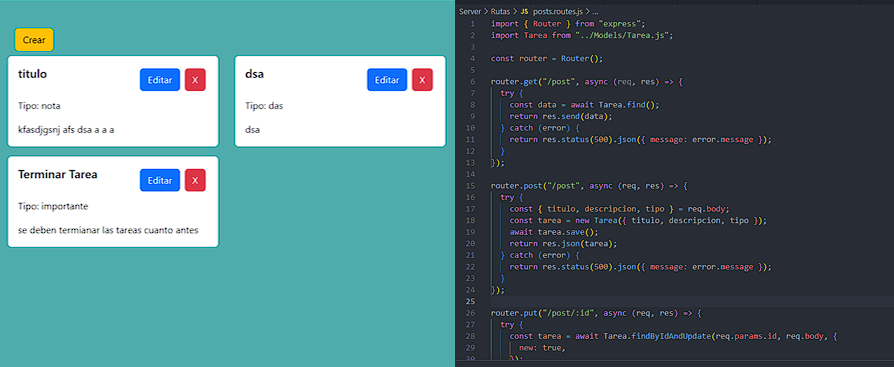 Crear
titulo
Editar X
Tipo: nota
kfasdjgsnj afs dsa a a a
dsa
Editar X
Tipo: das
dsa
Terminar Tarea
Editar X
Tipo: importante
se deben termianar las tareas cuanto antes
Server > Rutas > JS posts.routes.js > ...
1 import { Router } from "express";
2 import Tarea from "../Models/Tarea.js";
3
4 const router = Router();
5
6 router.get("/post", async (req, res) => {
7 try {
8 const data = await Tarea.find();
9 return res.send(data);
10 } catch (error) {
11 return res.status(500).json({ message: error.message });
12 }
13 });
14
15 router.post("/post", async (req, res) => {
16 try {
17 const { titulo, descripcion, tipo } = req.body;
18 const tarea = new Tarea({ titulo, descripcion, tipo });
19 await tarea.save();
20 return res.json(tarea);
21 } catch (error) {
22 return res.status(500).json({ message: error.message });
23 }
24 });
25
26 router.put("/post/:id", async (req, res) => {
27 try {
28 const tarea = await Tarea.findByIdAndUpdate(req.params.id, req.body, {
29 new: true,
30 });